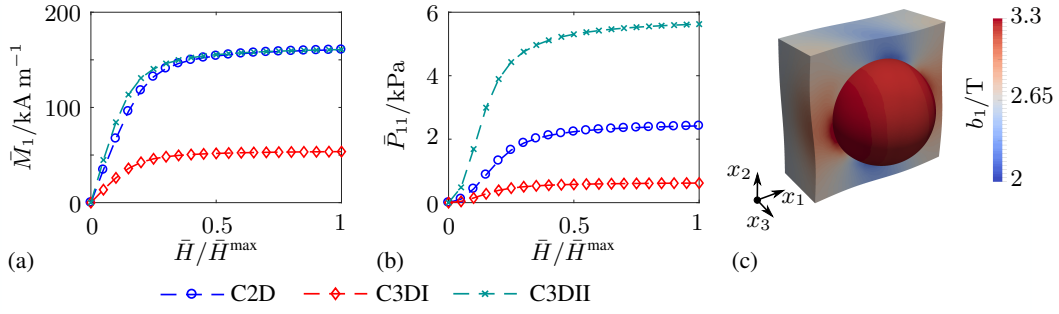 200
100
0
0
0.5
1
M̄₁/kA m⁻¹
H̄/H̄ᵐᵃˣ
(a)
6
4
2
0
0
0.5
1
P̄₁₁/kPa
H̄/H̄ᵐᵃˣ
(b)
x₂
x₁
x₃
3.3
2.65
2
b₁/T
(c)
C2D
C3DI
C3DII